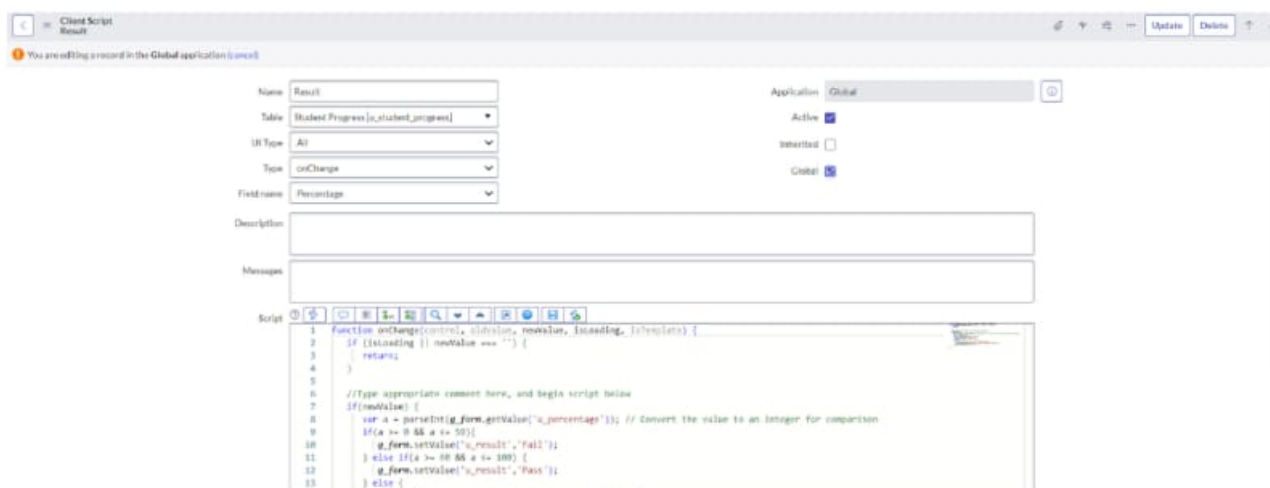 Client Script
Result
Update Delete
You are editing a record in the Global application (cancel)
Name Result Application Global
Table Student Progress [u_student_progress] Active
UI Type All Inherited
Type onChange Global
Field name Percentage
Description
Messages
Script
1 function onChange(control, oldValue, newValue, isLoading, isTemplate) {
2 if (isLoading || newValue === '') {
3 return;
4 }
5
6 //Type appropriate comment here, and begin script below
7 if(newValue) {
8 var a = parseInt(g_form.getValue('u_percentage')); // Convert the value to an integer for comparison
9 if(a >= 0 && a <= 59){
10 g_form.setValue('u_result','Fail');
11 } else if(a >= 60 && a <= 100) {
12 g_form.setValue('u_result','Pass');
13 } else {